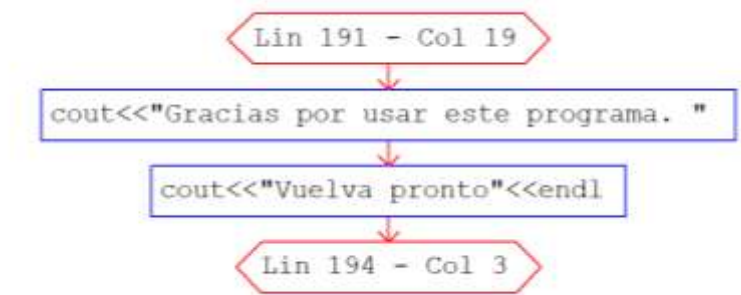 Lin 191 - Col 19
cout<<"Gracias por usar este programa. "
cout<<"Vuelva pronto"<<endl
Lin 194 - Col 3